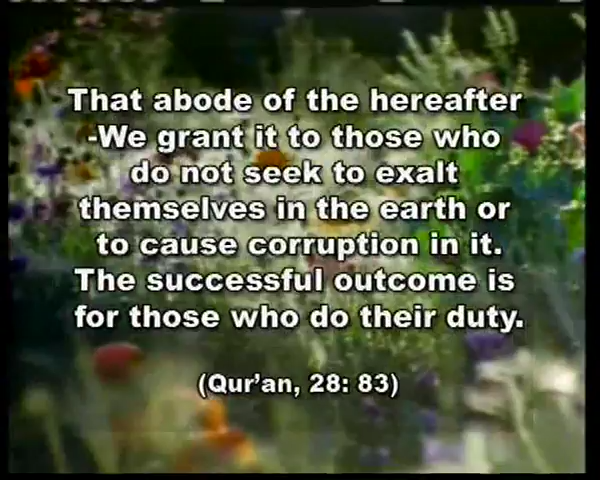 That abode of the hereafter
-We grant it to those who
do not seek to exalt
themselves in the earth or
to cause corruption in it.
The successful outcome is
for those who do their duty.
(Qur'an, 28: 83)